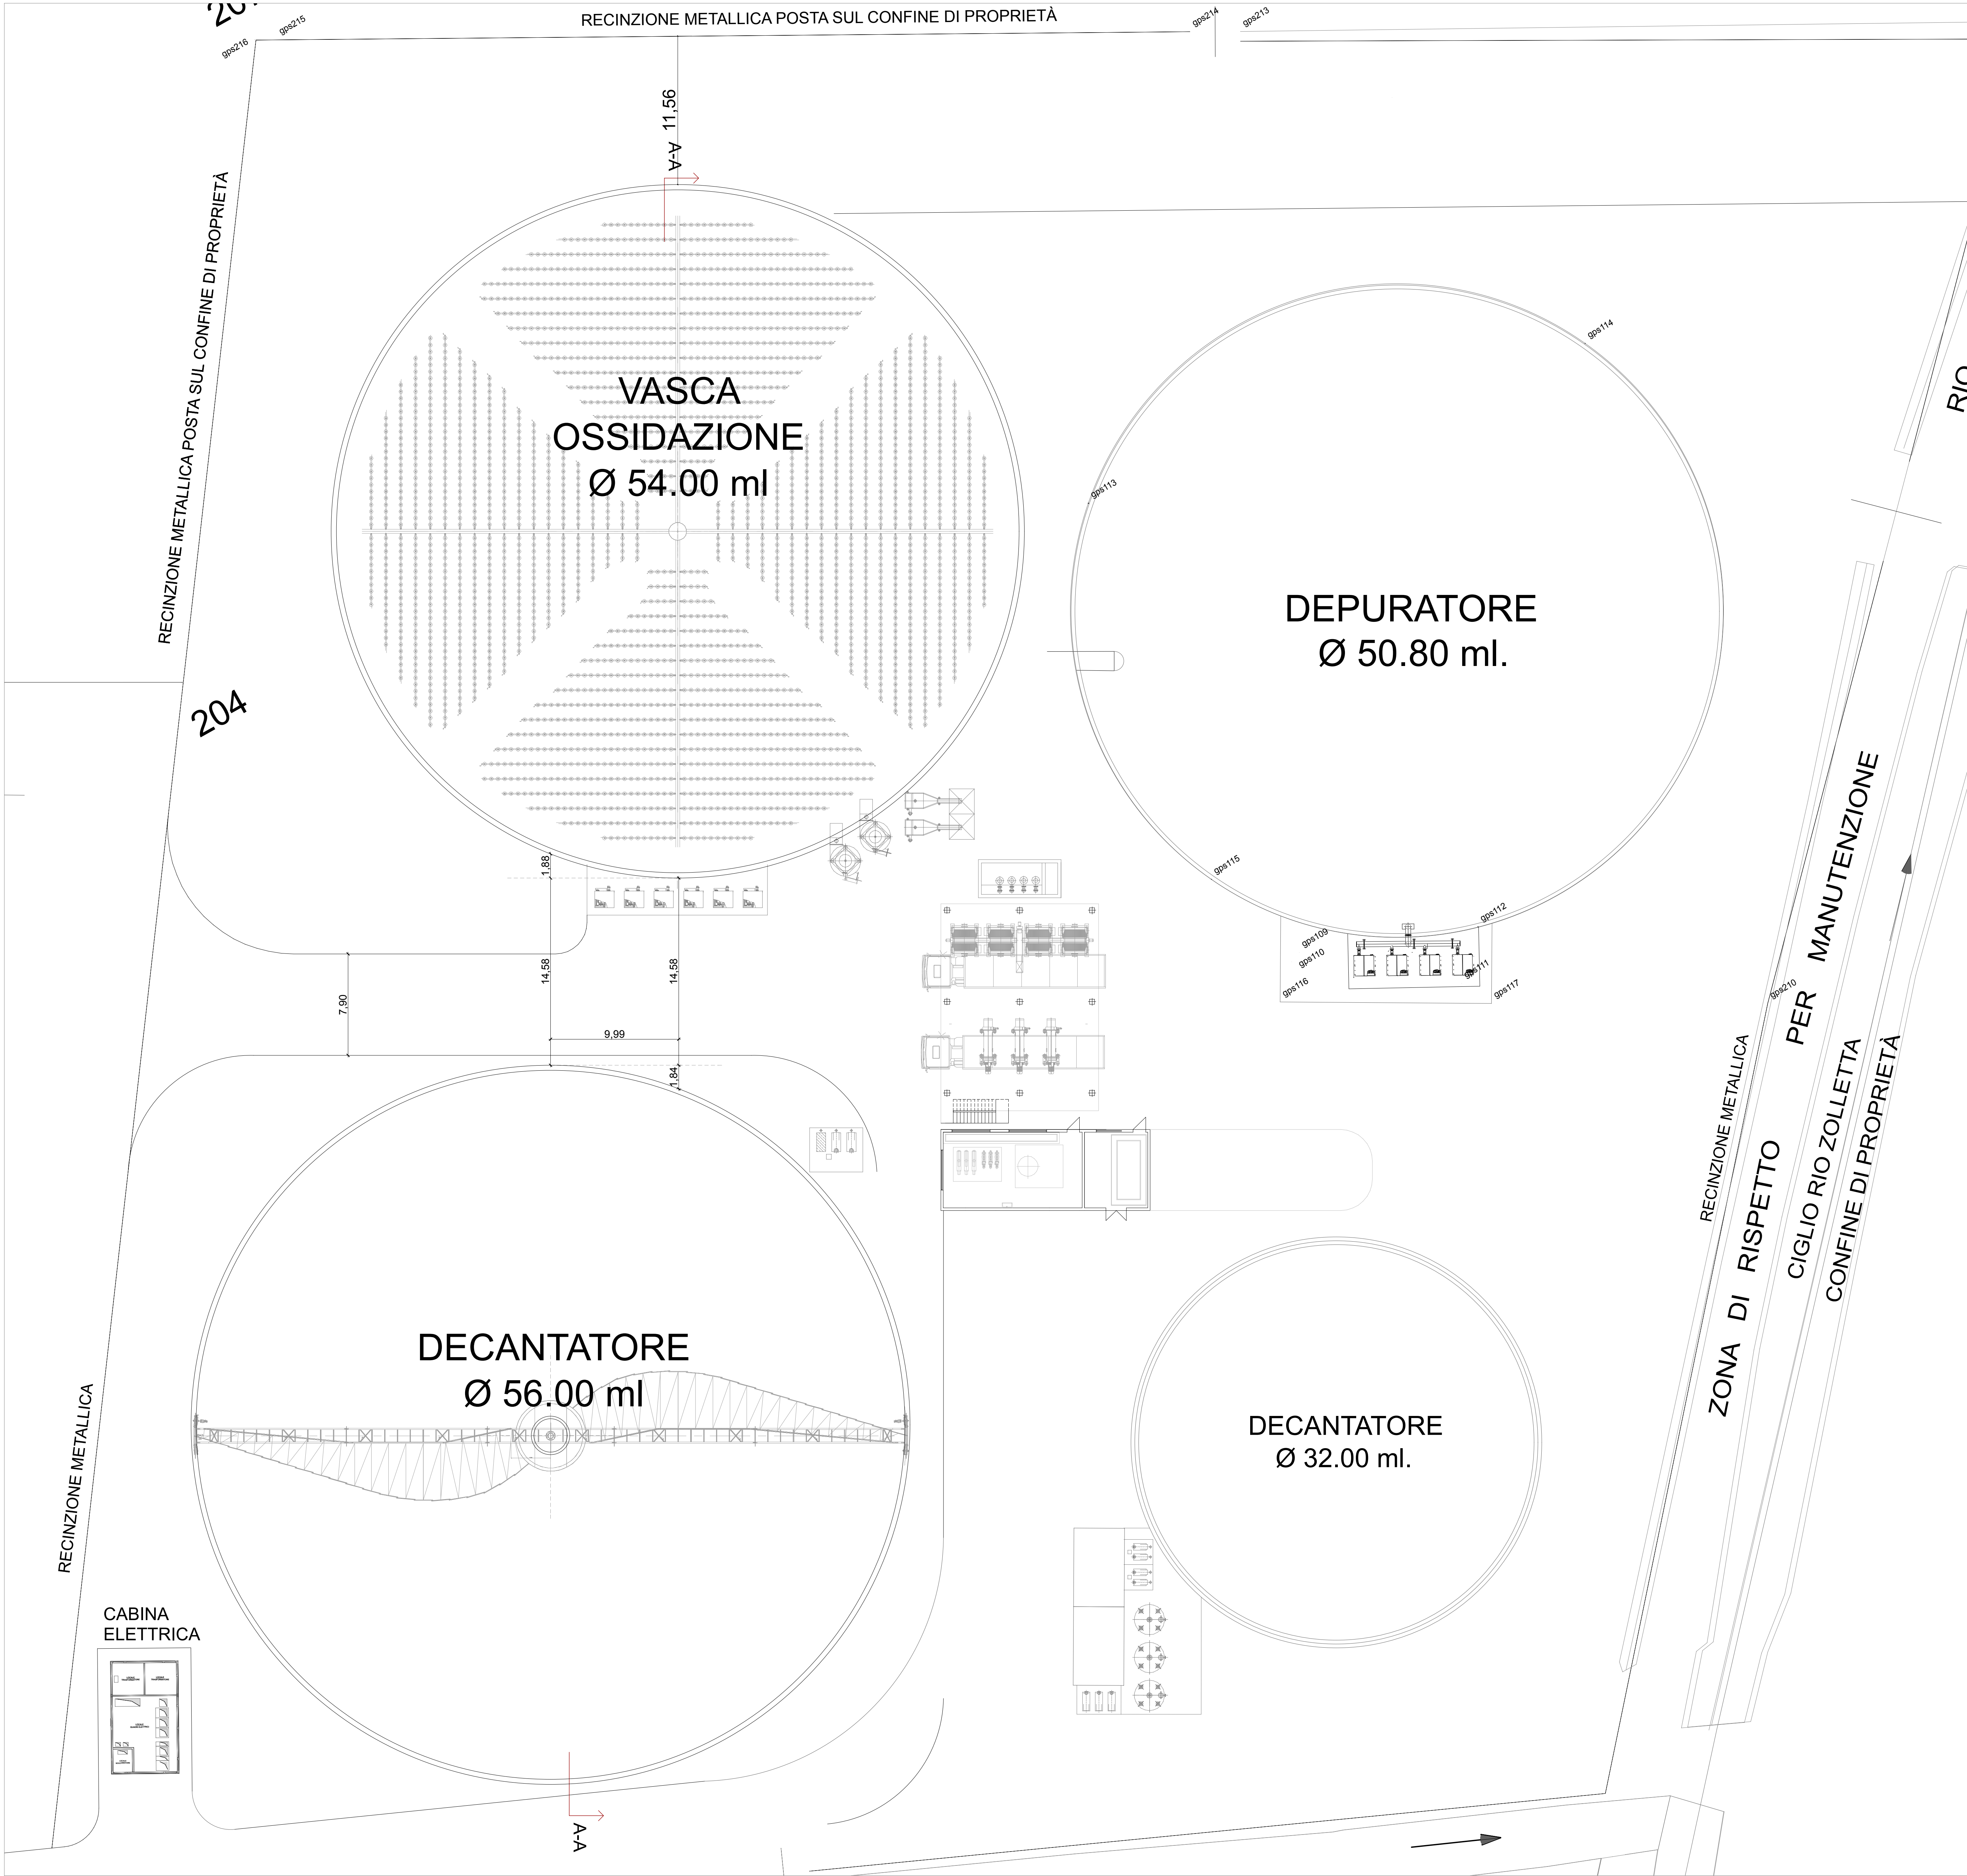 RECINZIONE METALLICA POSTA SUL CONFINE DI PROPRIETÀ
gps214
gps213
gps215
gps216
11,56
A-A
RECINZIONE METALLICA POSTA SUL CONFINE DI PROPRIETÀ
VASCA
OSSIDAZIONE
Ø 54.00 ml
gps114
gps113
RIO
DEPURATORE
Ø 50.80 ml.
204
gps115
gps112
gps109
gps110
gps111
gps116
gps117
gps210
1,88
14,58
14,58
7,90
9,99
1,84
RECINZIONE METALLICA
ZONA DI RISPETTO PER MANUTENZIONE
CIGLIO RIO ZOLLETTA
CONFINE DI PROPRIETÀ
DECANTATORE
Ø 56.00 ml
DECANTATORE
Ø 32.00 ml.
RECINZIONE METALLICA
CABINA
ELETTRICA
A-A